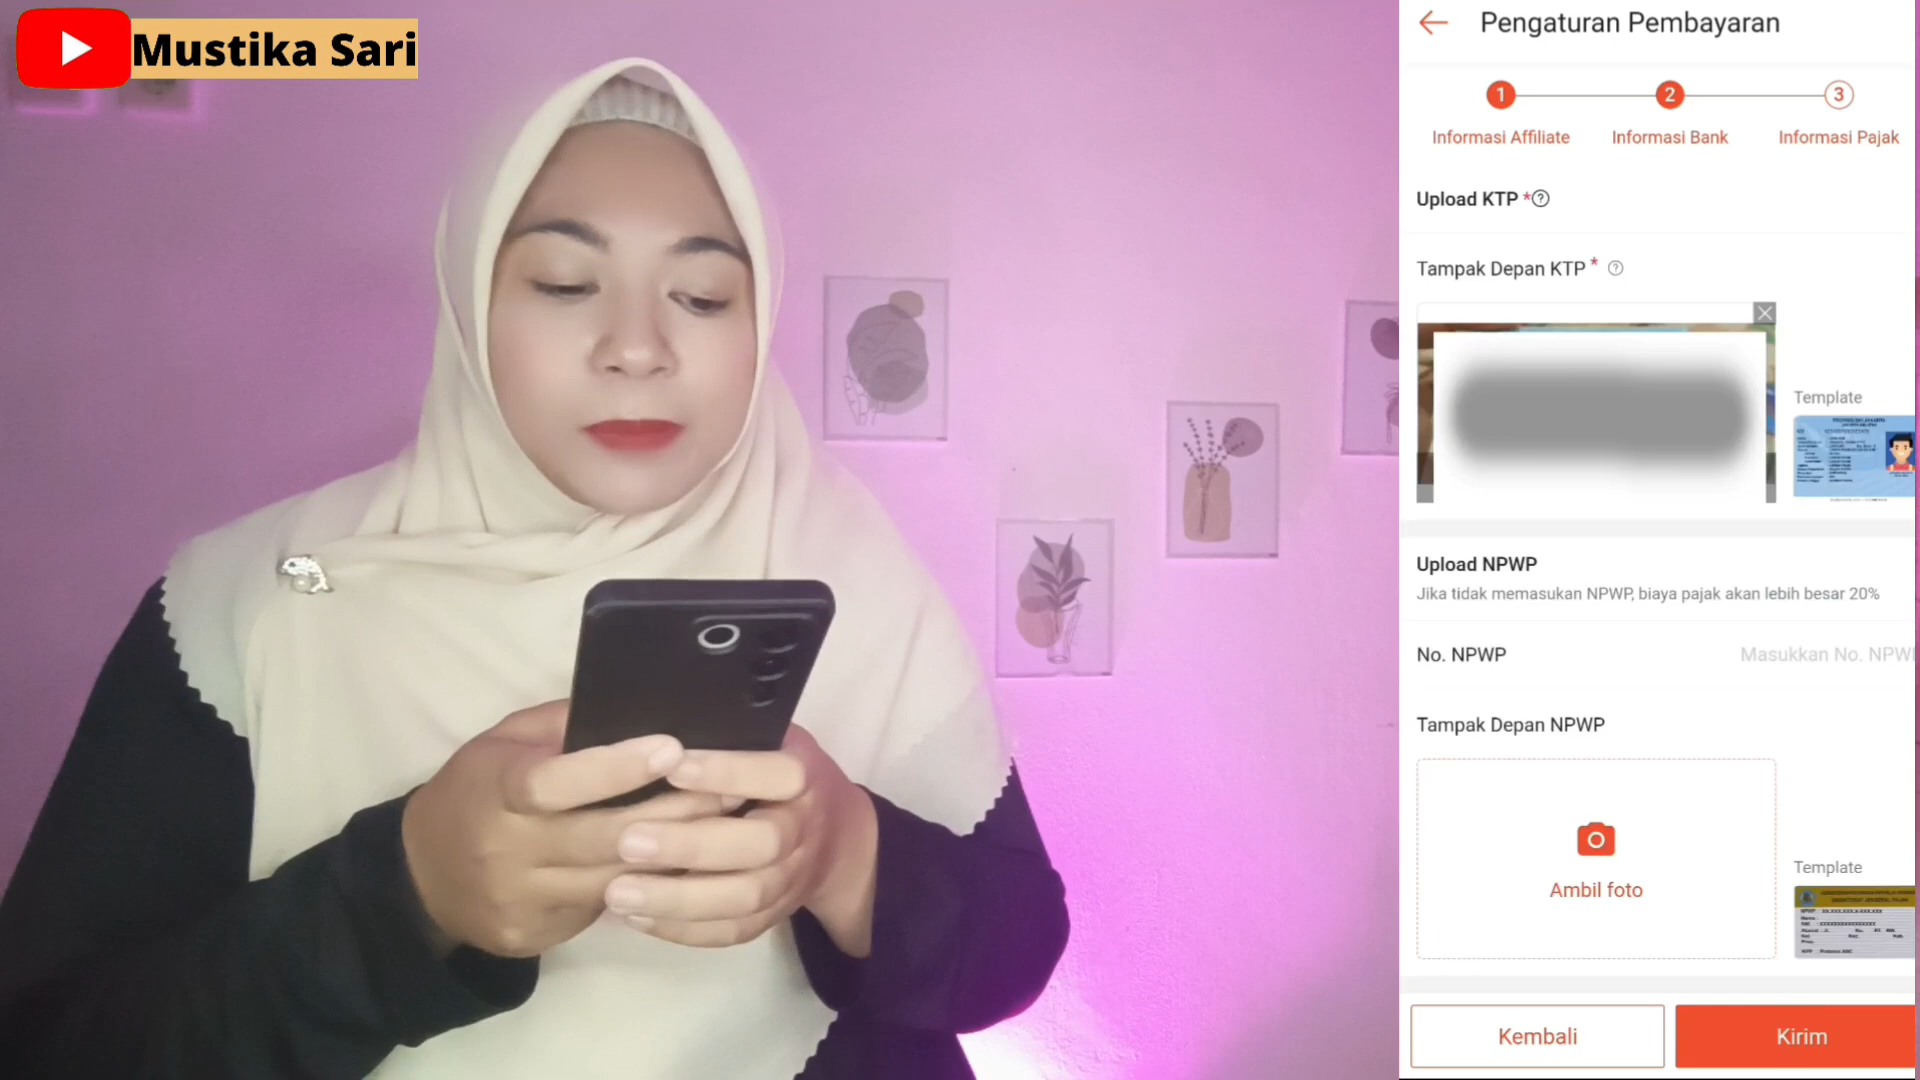 Mustika Sari
Pengaturan Pembayaran
1
2
3
Informasi Affiliate
Informasi Bank
Informasi Pajak
Upload KTP *
Tampak Depan KTP *
Template
Upload NPWP
Jika tidak memasukan NPWP, biaya pajak akan lebih besar 20%
No. NPWP
Masukkan No.
Tampak Depan NPWP
Ambil foto
Template
Kembali
Kirim